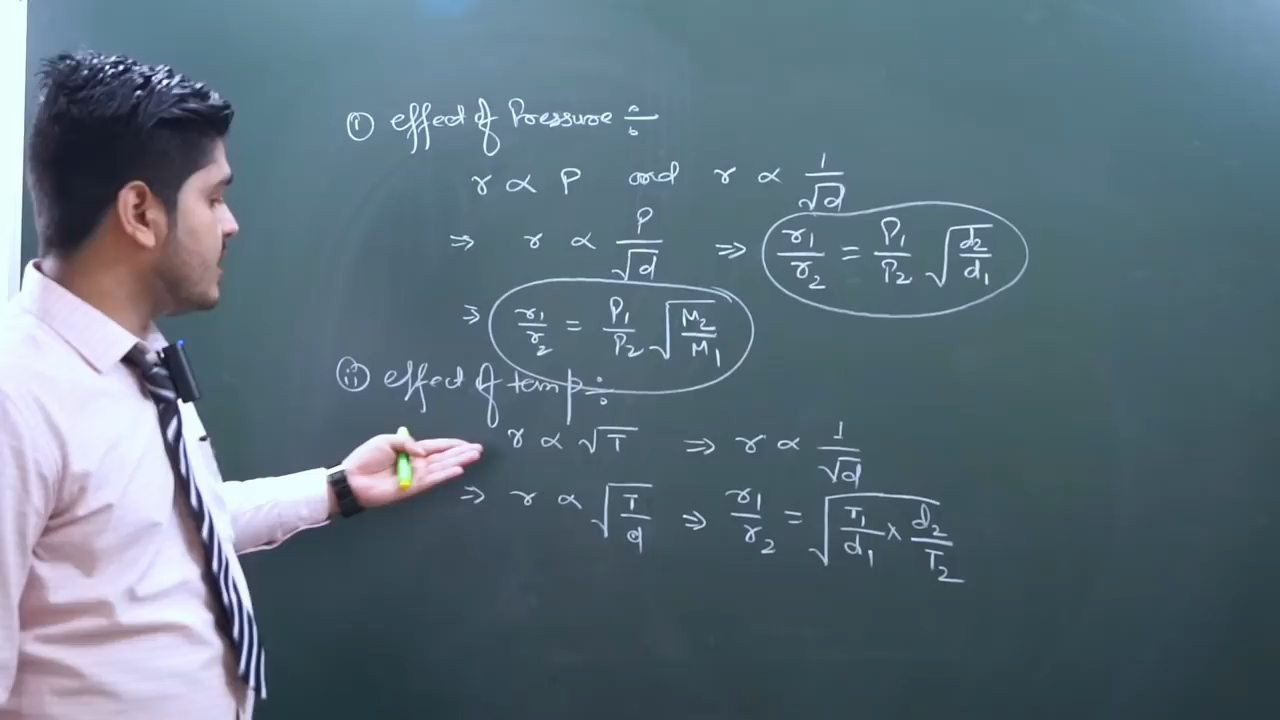 ① effect of Pressure ÷
r ∝ P and r ∝ 1/√d
⇒ r ∝ P/√d ⇒ r₁/r₂ = P₁/P₂ √(d₂/d₁)
⇒ r₁/r₂ = P₁/P₂ √(M₂/M₁)
ⓘⓘ effect of temp ÷
r ∝ √T ⇒ r ∝ 1/√d
⇒ r ∝ √(T/d) ⇒ r₁/r₂ = √(T₁/d₁ × d₂/T₂)